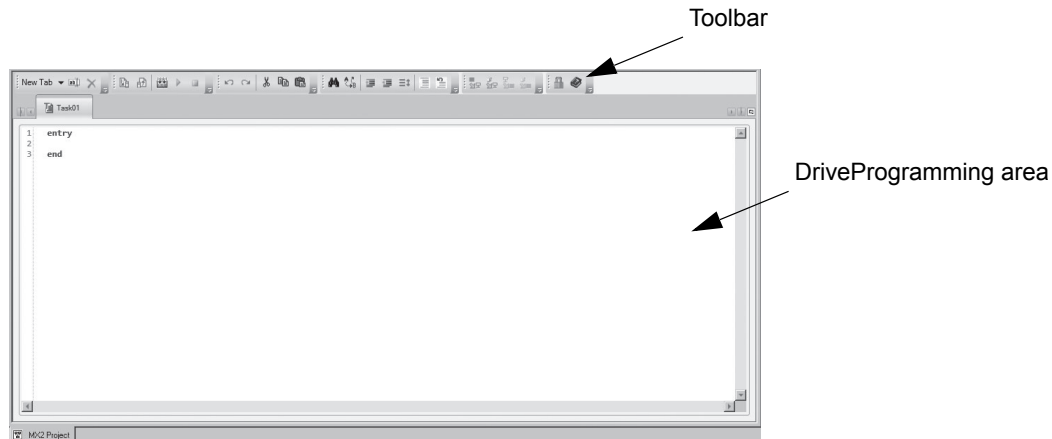 Toolbar
New Tab
Task01
1 entry
2
3 end
DriveProgramming area
MX2 Project